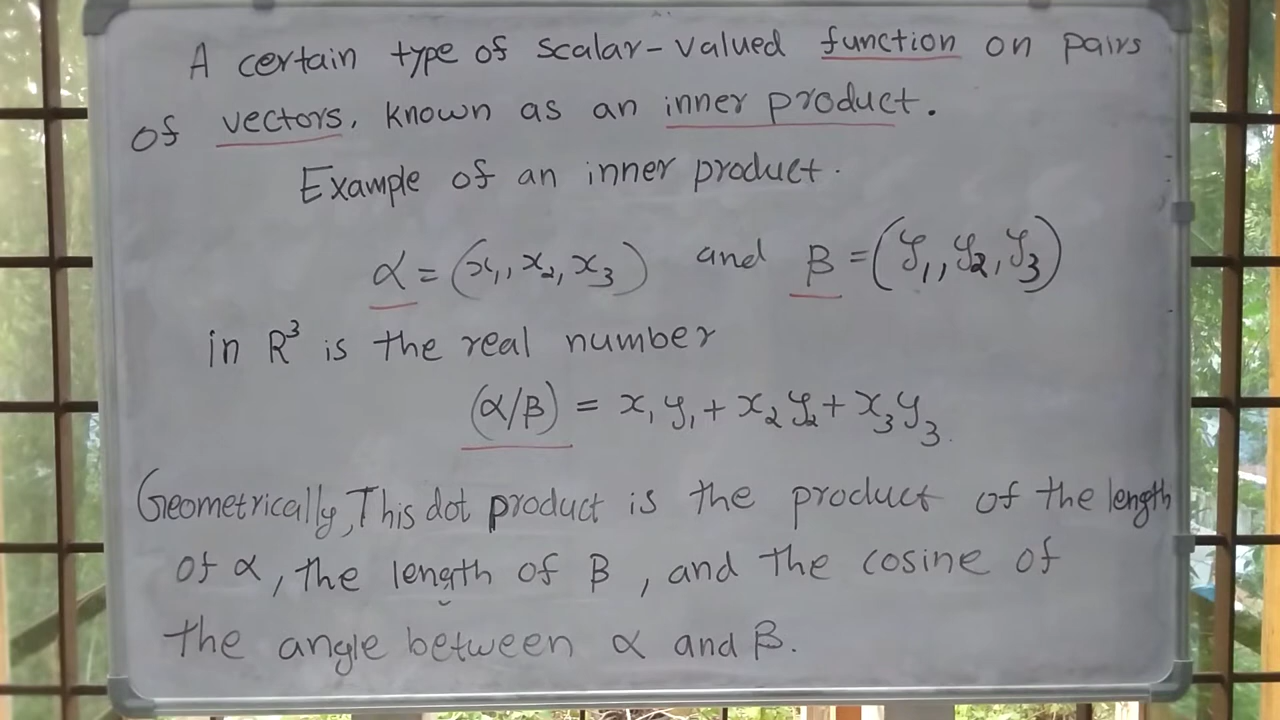 A certain type of scalar-valued function on pairs
of vectors, known as an inner product.
Example of an inner product.
α = (x₁, x₂, x₃) and β = (y₁, y₂, y₃)
in R³ is the real number
(α/β) = x₁y₁ + x₂y₂ + x₃y₃.
Geometrically, This dot product is the product of the length
of α, the length of β, and the cosine of
the angle between α and β.